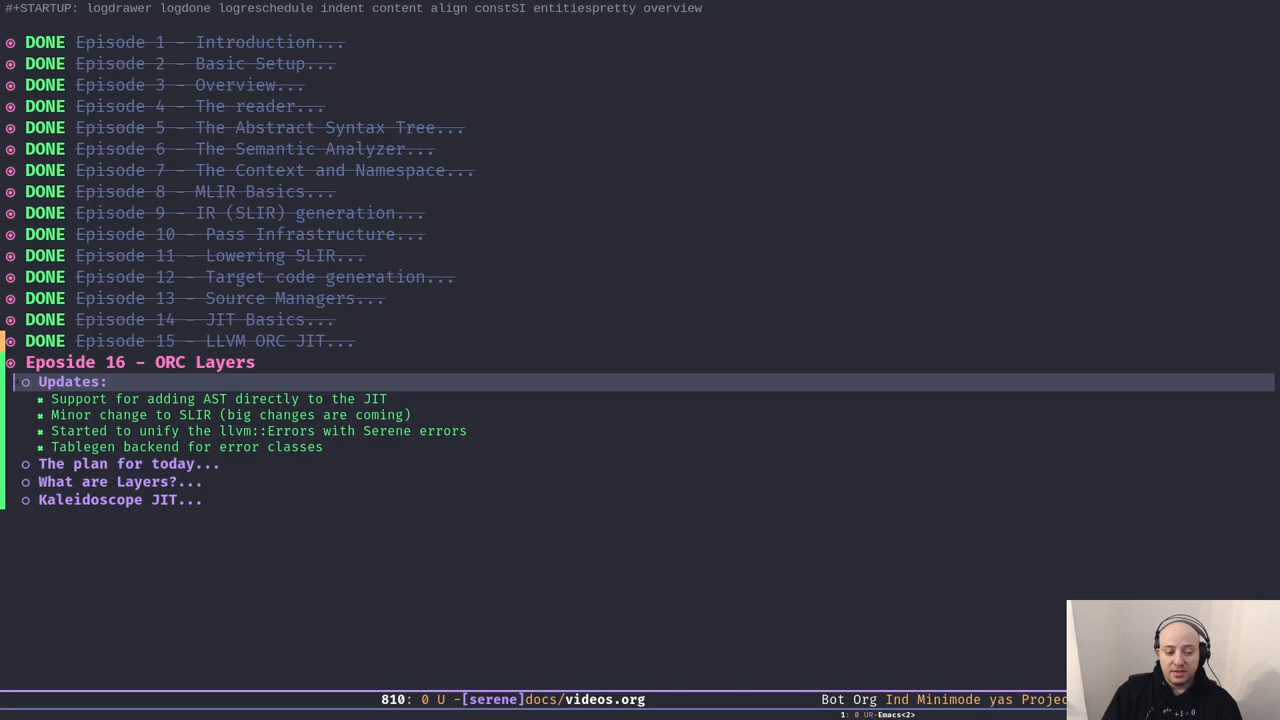 #+STARTUP: logdrawer logdone logreschedule indent content align constSI entitiespretty overview
DONE Episode 1 - Introduction...
DONE Episode 2 - Basic Setup...
DONE Episode 3 - Overview...
DONE Episode 4 - The reader...
DONE Episode 5 - The Abstract Syntax Tree...
DONE Episode 6 - The Semantic Analyzer...
DONE Episode 7 - The Context and Namespace...
DONE Episode 8 - MLIR Basics...
DONE Episode 9 - IR (SLIR) generation...
DONE Episode 10 - Pass Infrastructure...
DONE Episode 11 - Lowering SLIR...
DONE Episode 12 - Target code generation...
DONE Episode 13 - Source Managers...
DONE Episode 14 - JIT Basics...
DONE Episode 15 - LLVM ORC JIT...
Eposide 16 - ORC Layers
Updates:
Support for adding AST directly to the JIT
Minor change to SLIR (big changes are coming)
Started to unify the llvm::Errors with Serene errors
Tablegen backend for error classes
The plan for today...
What are Layers?...
Kaleidoscope JIT...
810: 0 U -[serene]docs/videos.org Bot Org Ind Minimode yas Projec
1: 0 UR-Emacs<2>